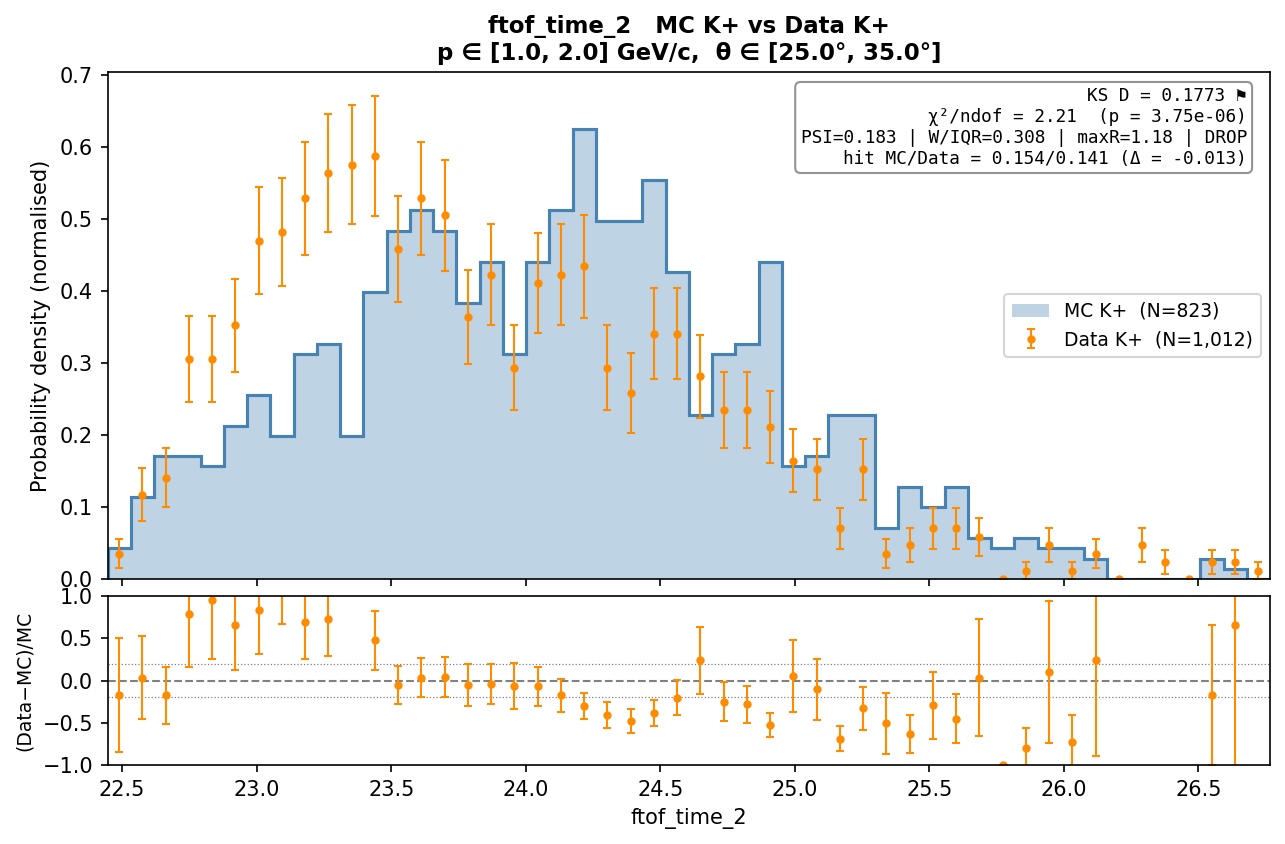 ftof_time_2   MC K+ vs Data K+
p ∈ [1.0, 2.0] GeV/c,  θ ∈ [25.0°, 35.0°]
KS D = 0.1773 ⚑
χ²/ndof = 2.21  (p = 3.75e-06)
PSI=0.183 | W/IQR=0.308 | maxR=1.18 | DROP
hit MC/Data = 0.154/0.141 (Δ = -0.013)
MC K+  (N=823)
Data K+  (N=1,012)
Probability density (normalised)
0.7
0.6
0.5
0.4
0.3
0.2
0.1
0.0
(Data−MC)/MC
1.0
0.5
0.0
−0.5
−1.0
22.5 23.0 23.5 24.0 24.5 25.0 25.5 26.0 26.5
ftof_time_2